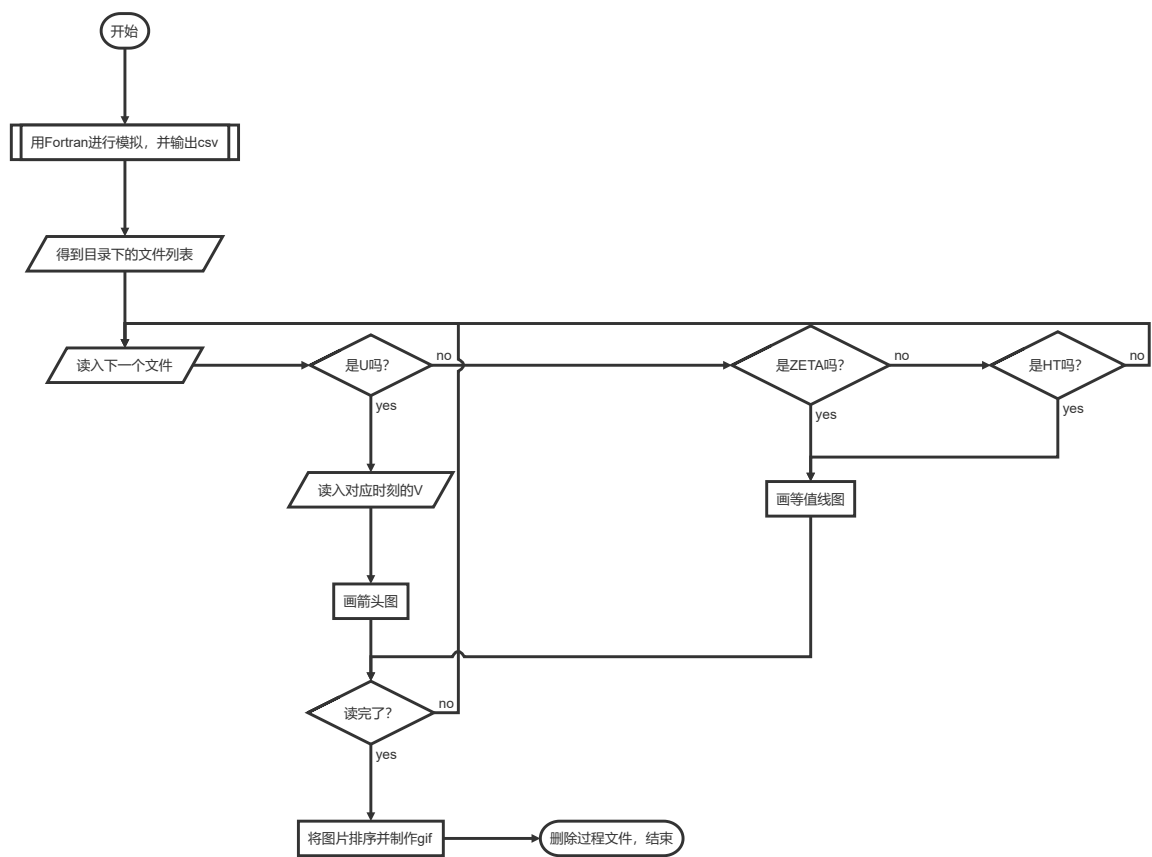 开始
用Fortran进行模拟，并输出csv
得到目录下的文件列表
读入下一个文件
是U吗？
no
是ZETA吗？
no
是HT吗？
no
yes
yes
yes
读入对应时刻的V
画等值线图
画箭头图
读完了？
no
yes
将图片排序并制作gif
删除过程文件，结束